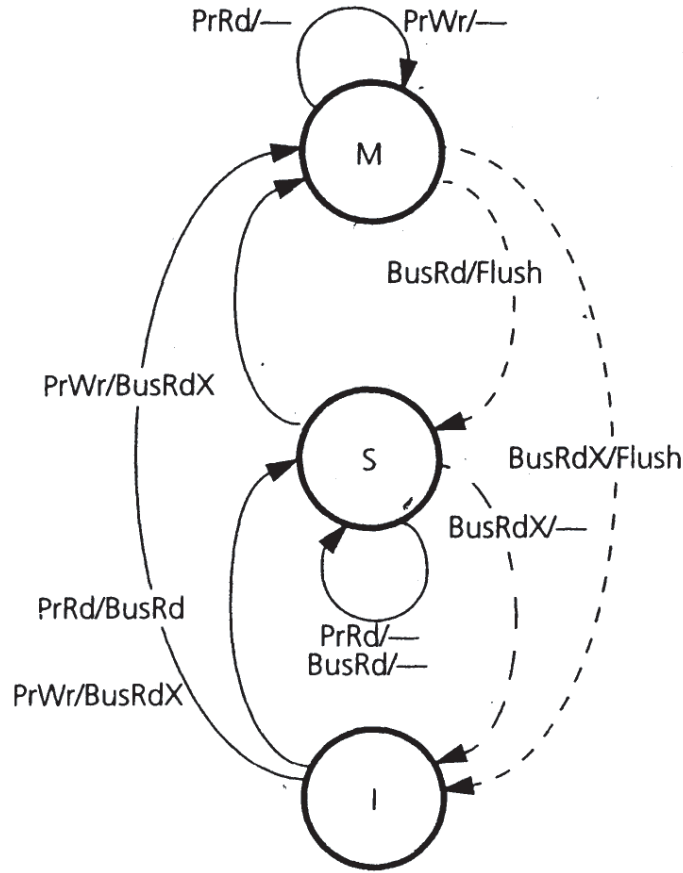 PrRd/— PrWr/—
M
BusRd/Flush
PrWr/BusRdX
S
BusRdX/Flush
BusRdX/—
PrRd/BusRd
PrRd/—
BusRd/—
PrWr/BusRdX
I